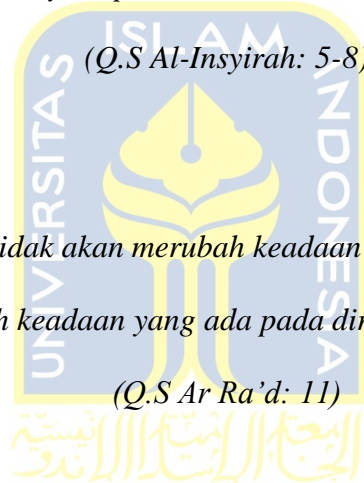 (Q.S Al-Insyirah: 5-8)
idak akan merubah keadaan
h keadaan yang ada pada dir
(Q.S Ar Ra’d: 11)
ISLAM
UNIVERSITAS
INDONESIA